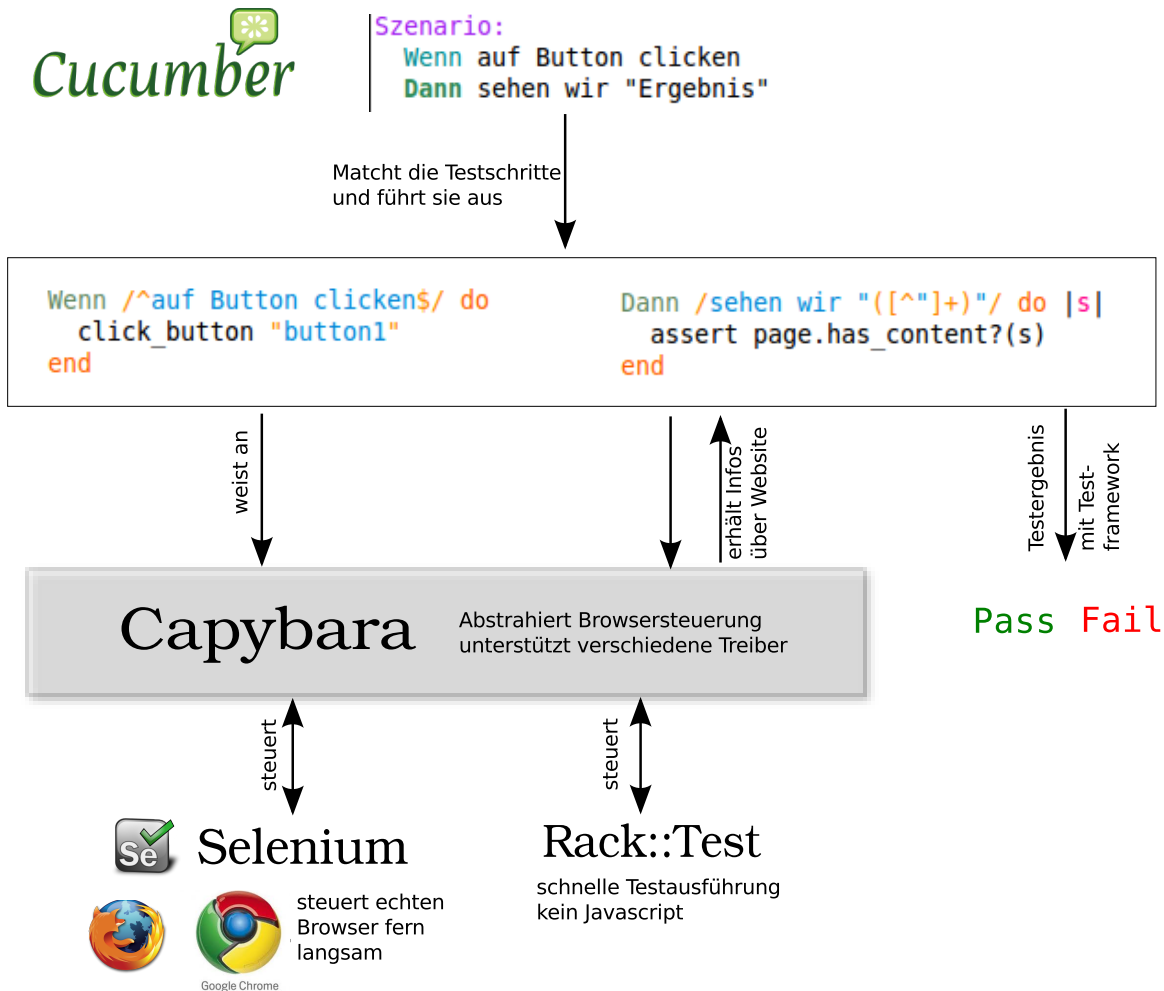 Cucumber
Szenario:
Wenn auf Button clicken
Dann sehen wir "Ergebnis"
Matcht die Testschritte
und führt sie aus
Wenn /^auf Button clicken$/ do
click_button "button1"
end
Dann /sehen wir "([^"]+)"/ do |s|
assert page.has_content?(s)
end
weist an
erhält Infos
über Website
Testergebnis
mit Test-
framework
Capybara
Abstrahiert Browsersteuerung
unterstützt verschiedene Treiber
Pass Fail
steuert
steuert
Se
Selenium
Rack::Test
schnelle Testausführung
kein Javascript
steuert echten
Browser fern
langsam
Google Chrome